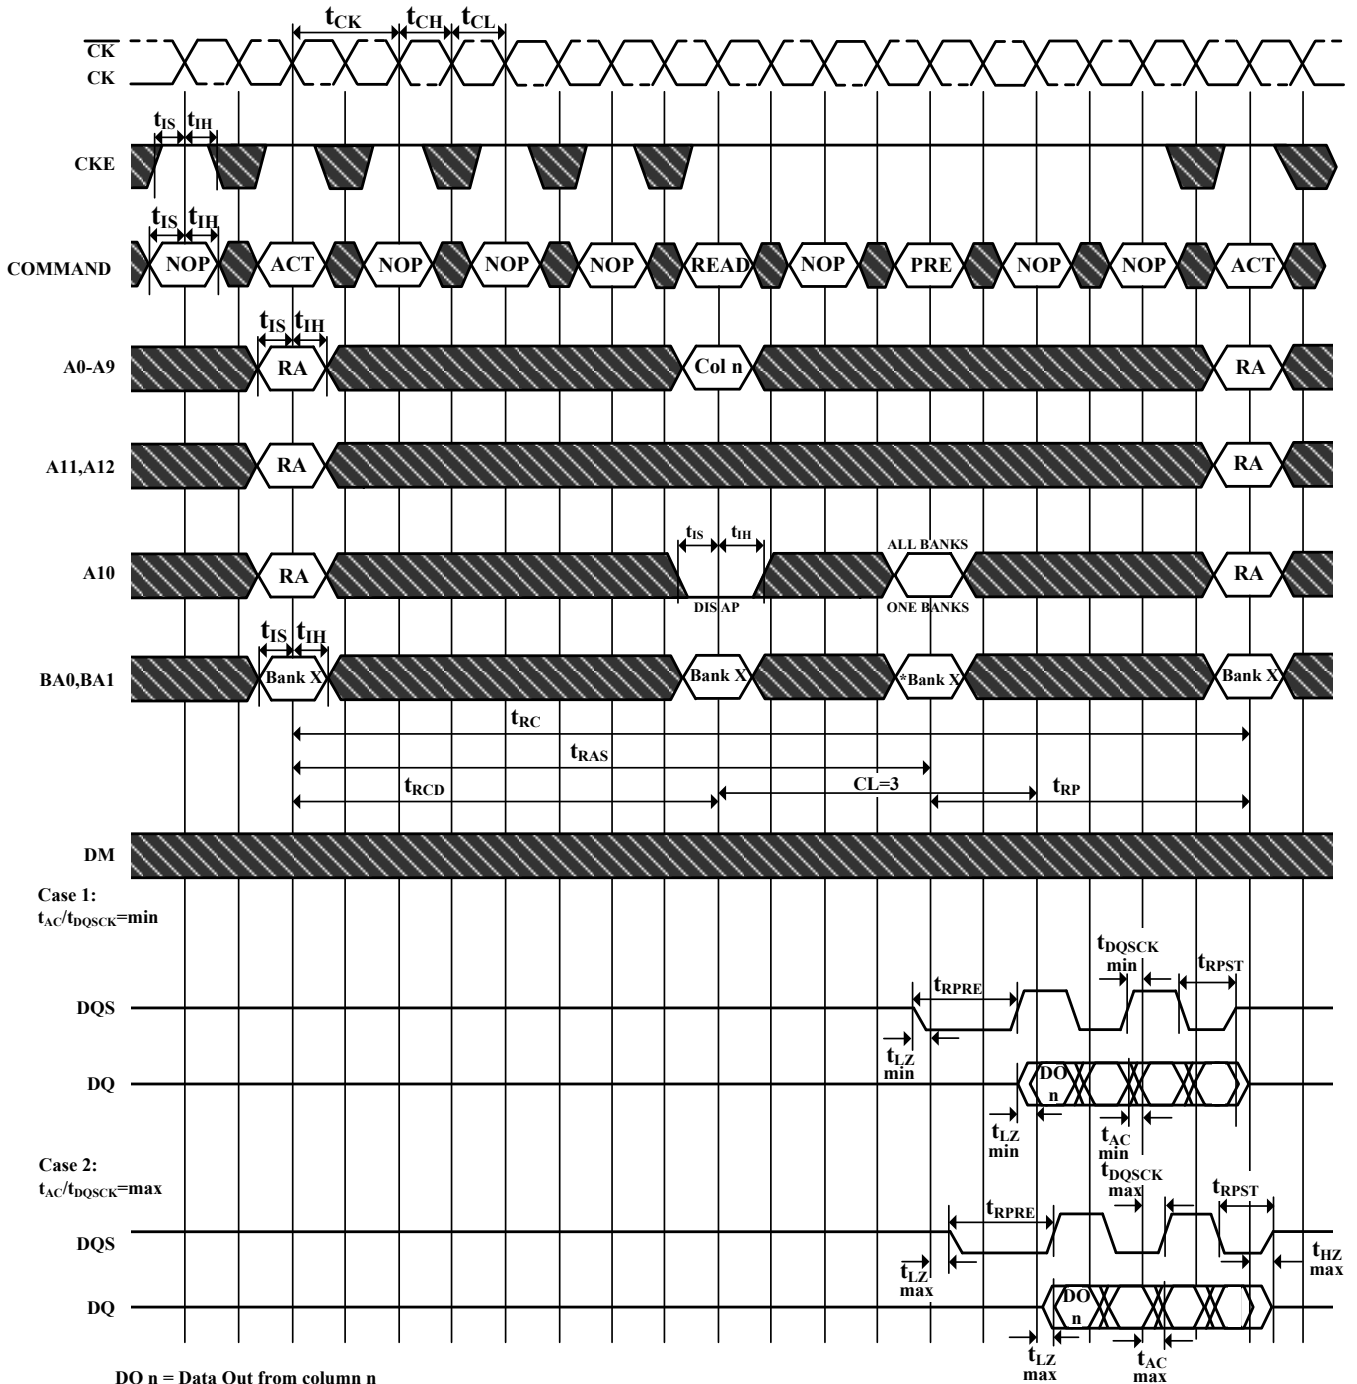 tCK tCH tCL
CK
CK
tIS tIH
CKE
tIS tIH
COMMAND NOP ACT NOP NOP NOP READ NOP PRE NOP NOP ACT
tIS tIH
A0-A9 RA Col n RA
A11,A12 RA RA
tIS tIH ALL BANKS
A10 RA RA
DIS AP ONE BANKS
tIS tIH
BA0,BA1 Bank X Bank X *Bank X Bank X
tRC
tRAS
tRCD CL=3 tRP
DM
Case 1:
tAC/tDQSCK=min
tDQSCK
min tRPST
tRPRE
DQS
tLZ
min
DQ DO
n
tLZ
min
tAC
min
Case 2:
tAC/tDQSCK=max
tDQSCK
max tRPST
tRPRE
DQS
tHZ
max
tLZ
max
DQ DO
n
tLZ
max
tAC
max
DO n = Data Out from column n